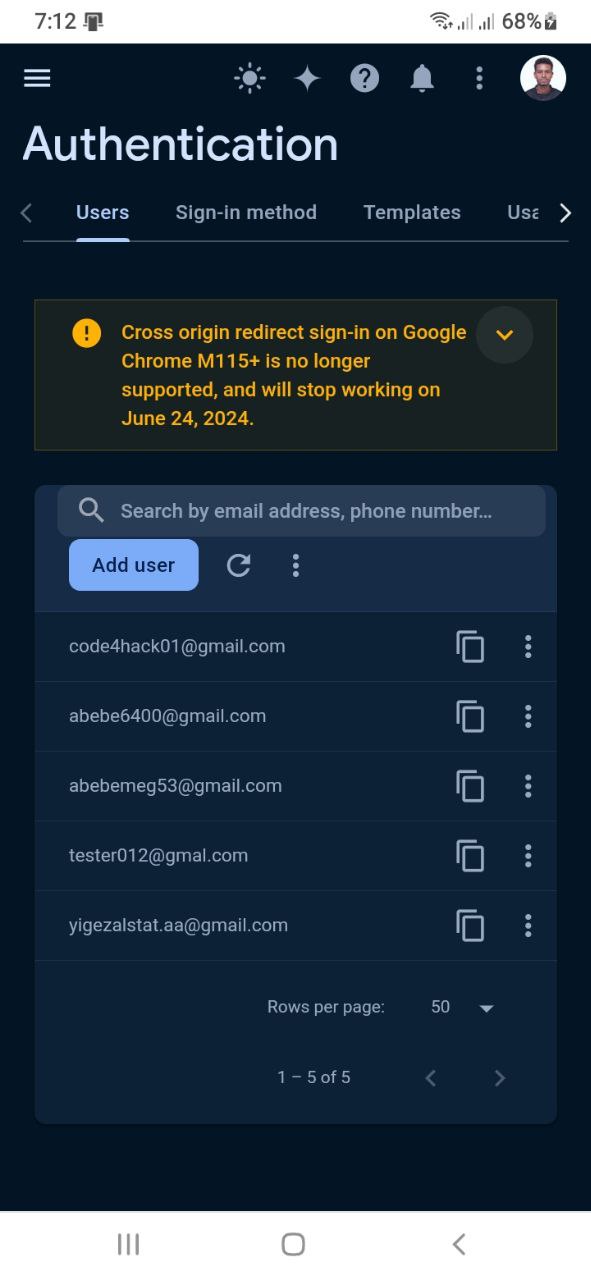 7:12 68%
Authentication
Users Sign-in method Templates Usa
Cross origin redirect sign-in on Google
Chrome M115+ is no longer
supported, and will stop working on
June 24, 2024.
Search by email address, phone number...
Add user
code4hack01@gmail.com
abebe6400@gmail.com
abebemeg53@gmail.com
tester012@gmal.com
yigezalstat.aa@gmail.com
Rows per page: 50
1 – 5 of 5